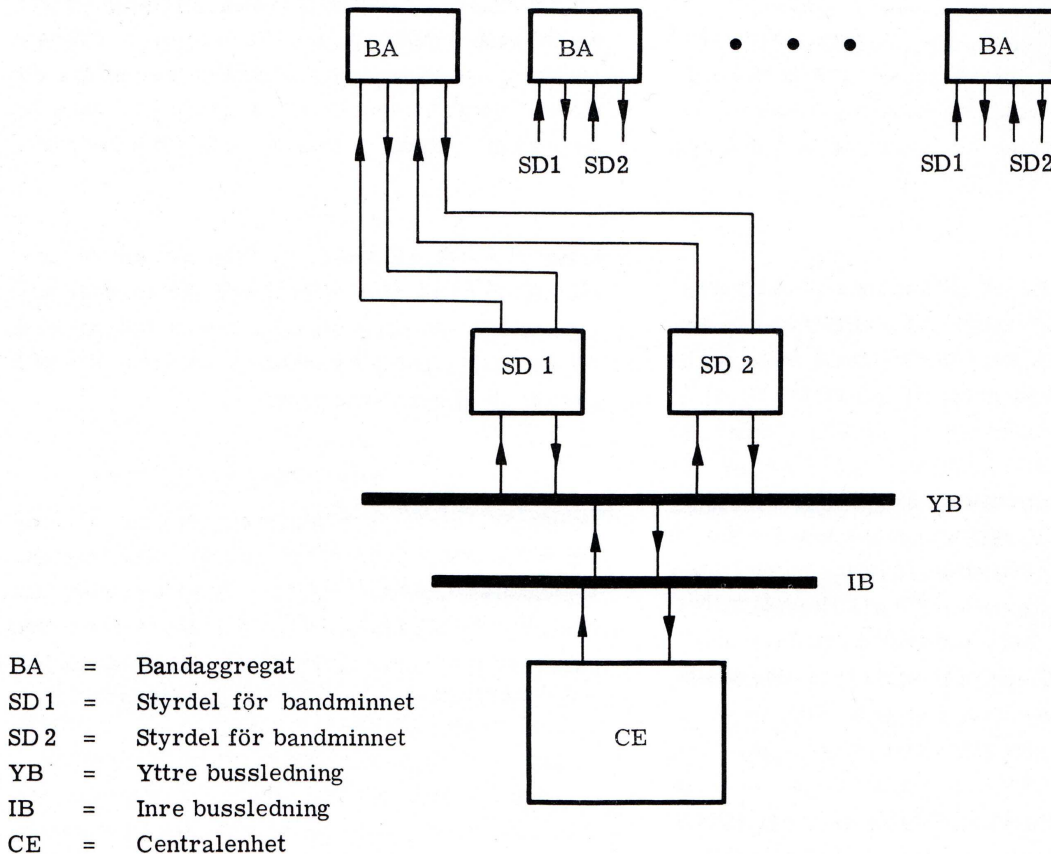 BA BA BA
SD1 SD2 SD1 SD2
SD 1 SD 2
YB
IB
CE
BA = Bandaggregat
SD 1 = Styrdel för bandminnet
SD 2 = Styrdel för bandminnet
YB = Yttre bussledning
IB = Inre bussledning
CE = Centralenhet